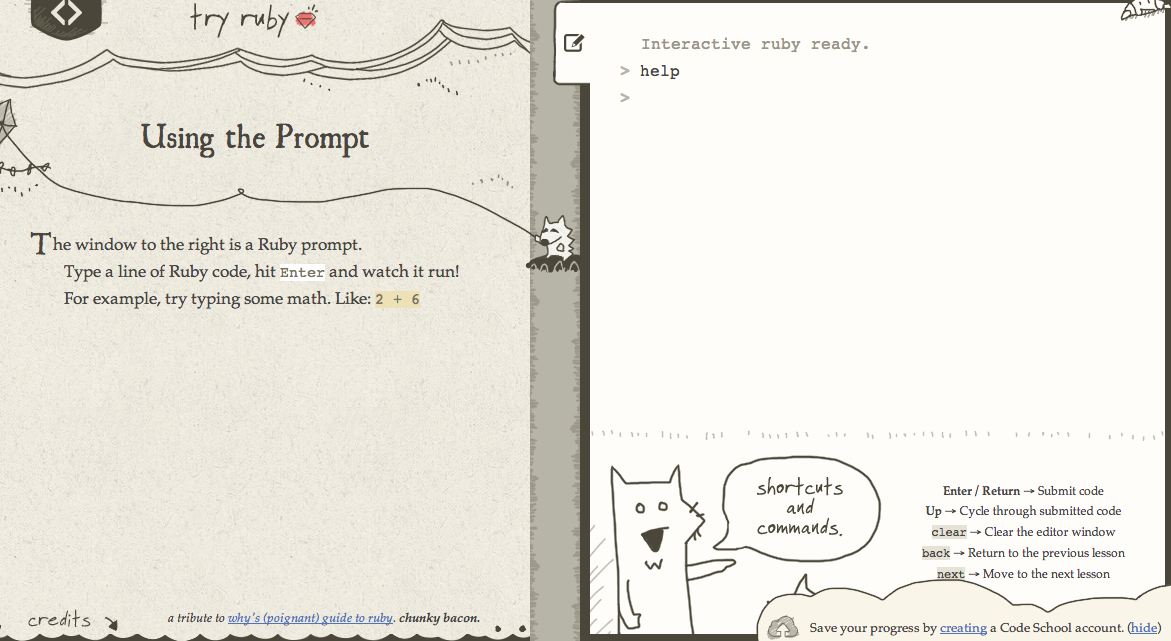 try ruby
Using the Prompt
The window to the right is a Ruby prompt.
Type a line of Ruby code, hit Enter and watch it run!
For example, try typing some math. Like: 2 + 6
credits
a tribute to why's (poignant) guide to ruby. chunky bacon.
Interactive ruby ready.
> help
>
shortcuts
and
commands.
Enter / Return → Submit code
Up → Cycle through submitted code
clear → Clear the editor window
back → Return to the previous lesson
next → Move to the next lesson
Save your progress by creating a Code School account. (hide)